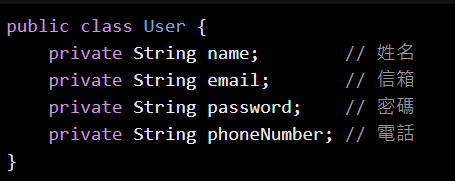 public class User {
    private String name;        // 姓名
    private String email;       // 信箱
    private String password;    // 密碼
    private String phoneNumber; // 電話
}